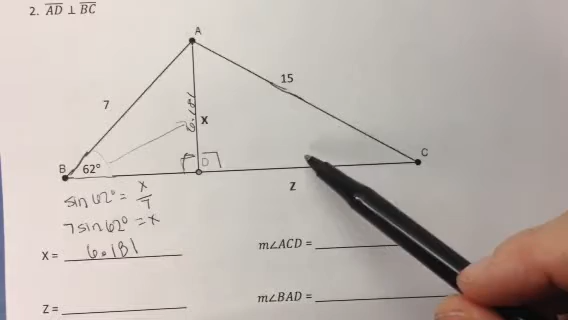 2. AD ⊥ BC
A
7
6.181
X
15
B
62°
D
C
Z
sin 62° = x/7
7 sin 62° = x
X = 6.181
m∠ACD =
Z =
m∠BAD =